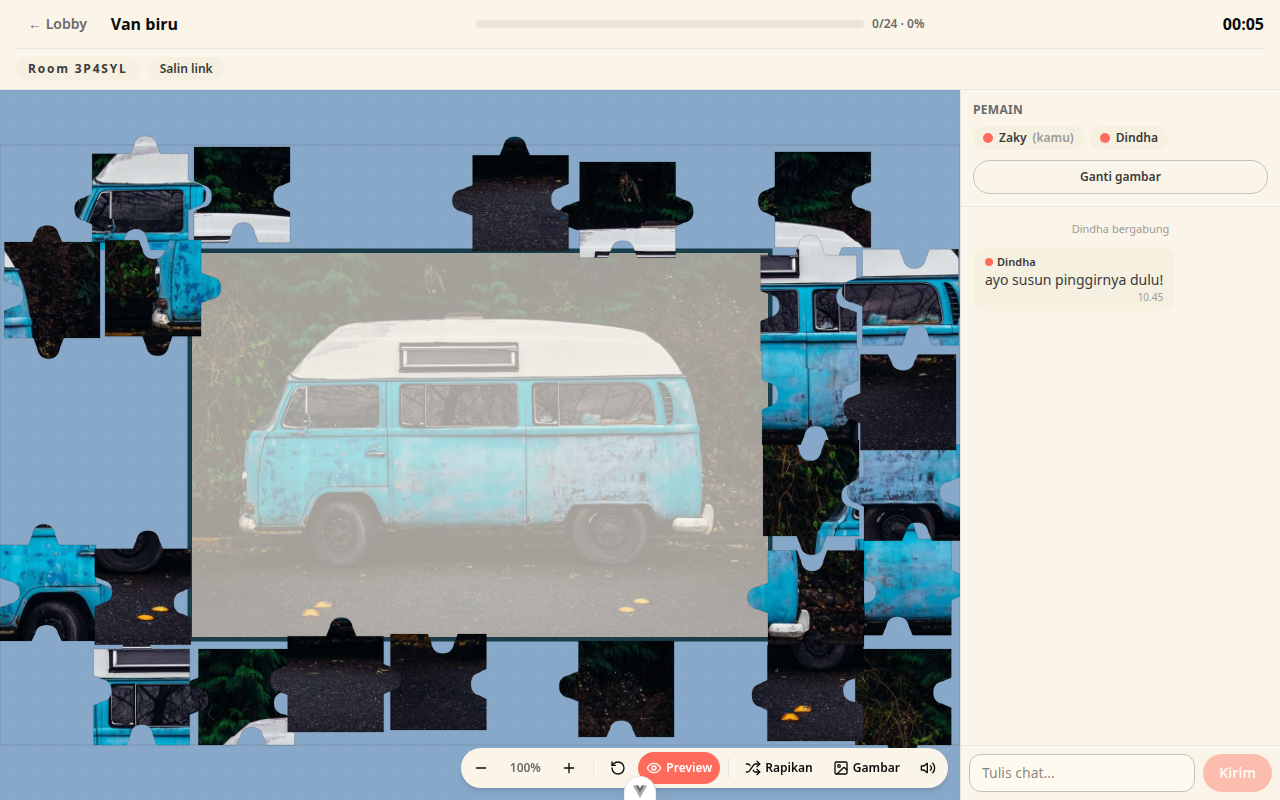 ← Lobby
Van biru
0/24 · 0%
00:05
Room 3P4SYL
Salin link
PEMAIN
Zaky (kamu)
Dindha
Ganti gambar
Dindha bergabung
Dindha
ayo susun pinggirnya dulu!
10.45
100%
Preview
Rapikan
Gambar
Tulis chat...
Kirim